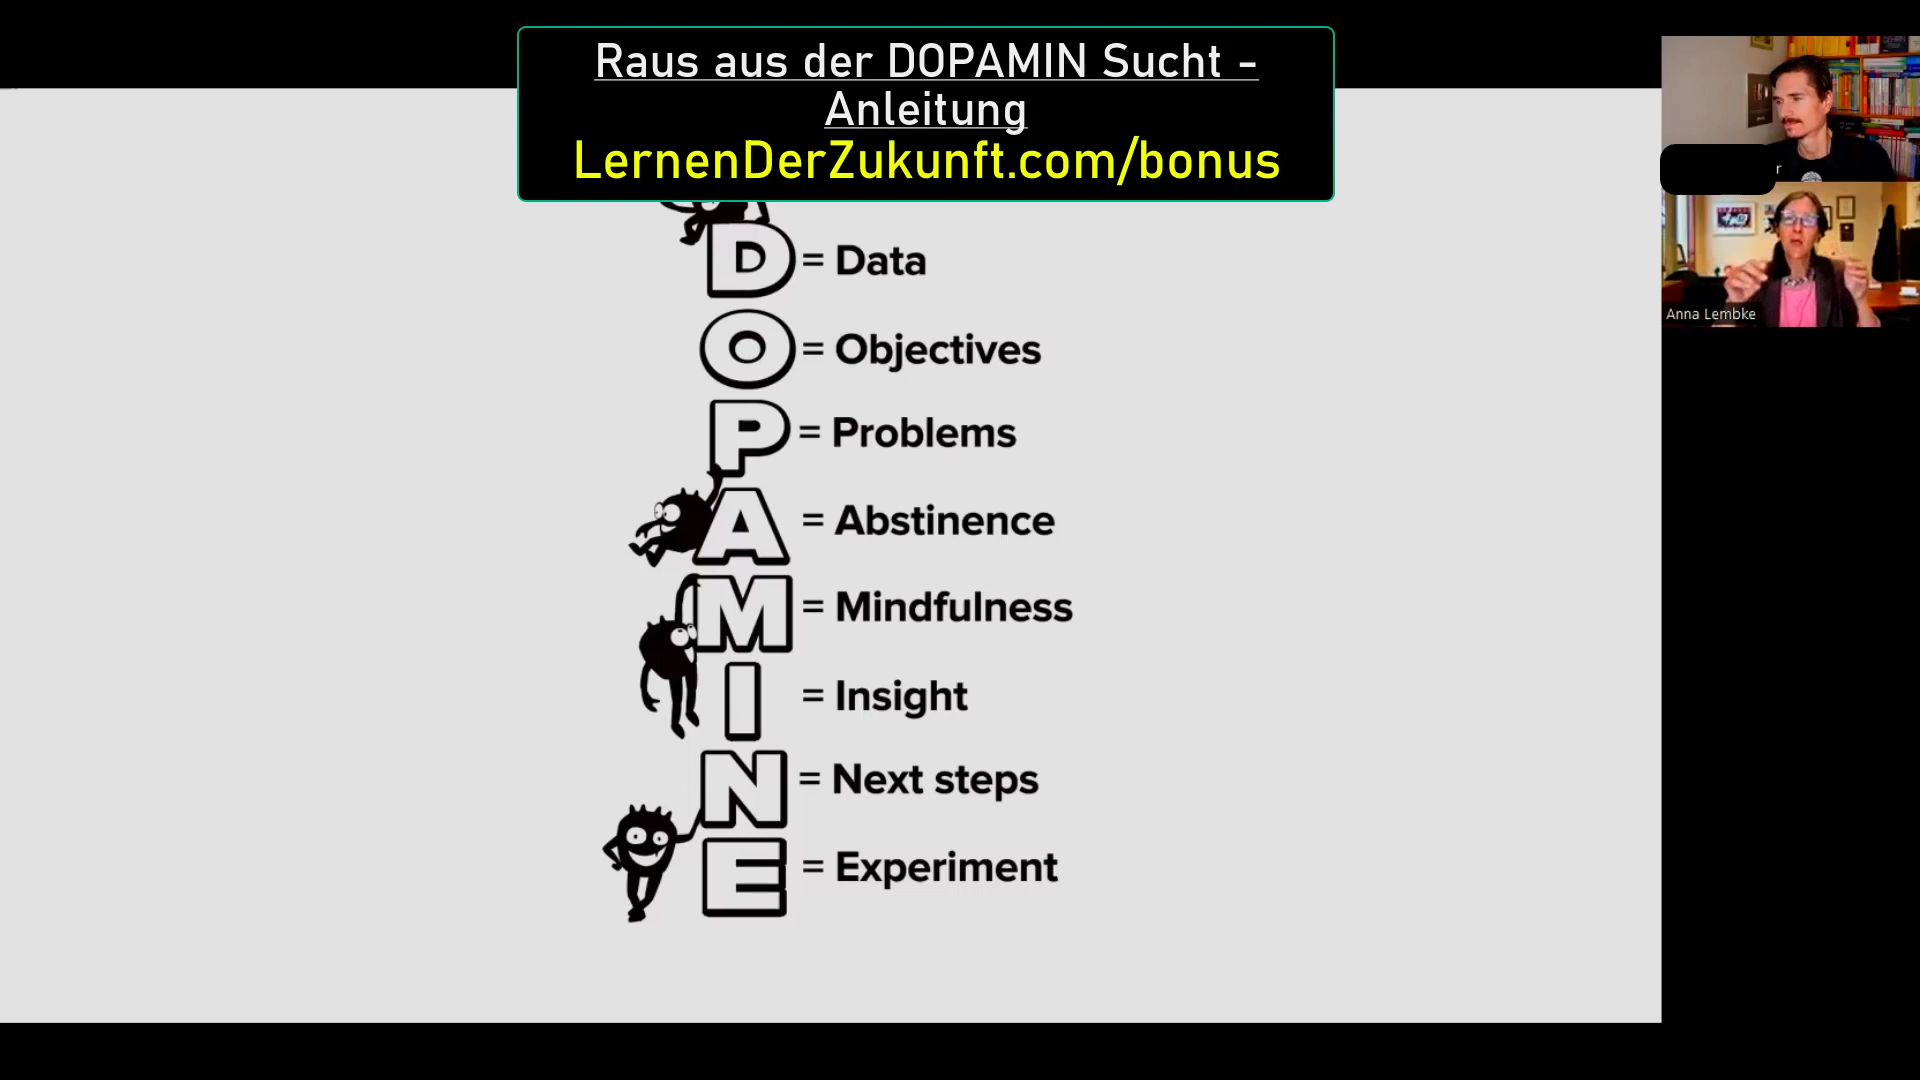 Raus aus der DOPAMIN Sucht -
Anleitung
LernenDerZukunft.com/bonus
D = Data
O = Objectives
P = Problems
A = Abstinence
M = Mindfulness
I = Insight
N = Next steps
E = Experiment
r
Anna Lembke